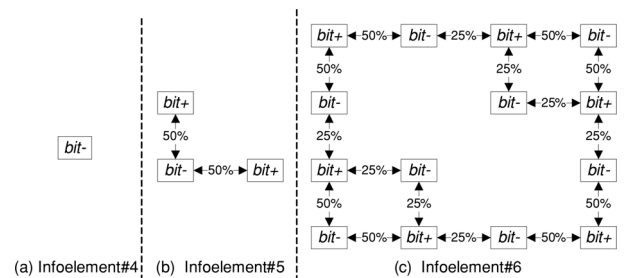 bit+ 50% bit- 25% bit+ 50% bit-
50% 25% 50%
bit+ bit- bit- 25% bit+
50% 25% 25%
bit-
bit- 50% bit+ bit+ 25% bit- bit-
50% 25% 50%
bit- 50% bit+ 25% bit- 50% bit+
(a) Infoelement#4 (b) Infoelement#5 (c) Infoelement#6